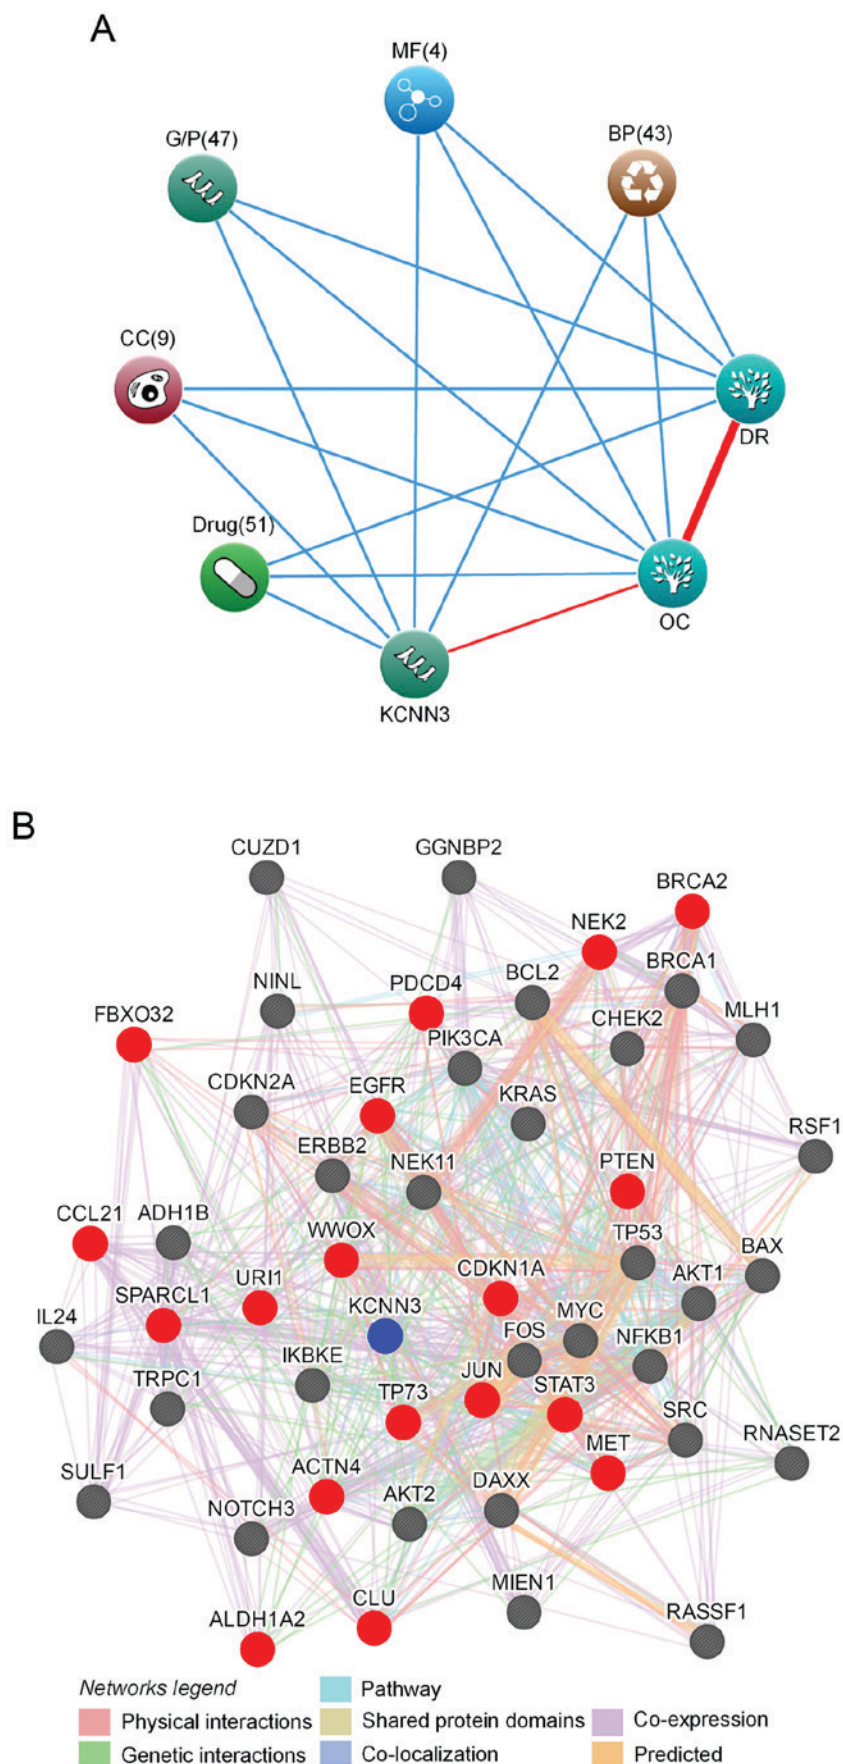 A
MF(4)
BP(43)
G/P(47)
CC(9)
DR
Drug(51)
OC
KCNN3
B
CUZD1
GGNBP2
BRCA2
NEK2
BRCA1
BCL2
NINL
PDCD4
MLH1
FBXO32
CHEK2
PIK3CA
CDKN2A
EGFR
KRAS
RSF1
ERBB2
NEK11
PTEN
CCL21
ADH1B
WWOX
TP53
BAX
CDKN1A
URI1
AKT1
SPARCL1
KCNN3
MYC
IL24
FOS
NFKB1
IKBKE
TRPC1
JUN
TP73
STAT3
SRC
RNASET2
MET
SULF1
ACTN4
DAXX
AKT2
NOTCH3
MIEN1
CLU
RASSF1
ALDH1A2
Networks legend
Pathway
Physical interactions
Shared protein domains
Co-expression
Genetic interactions
Co-localization
Predicted